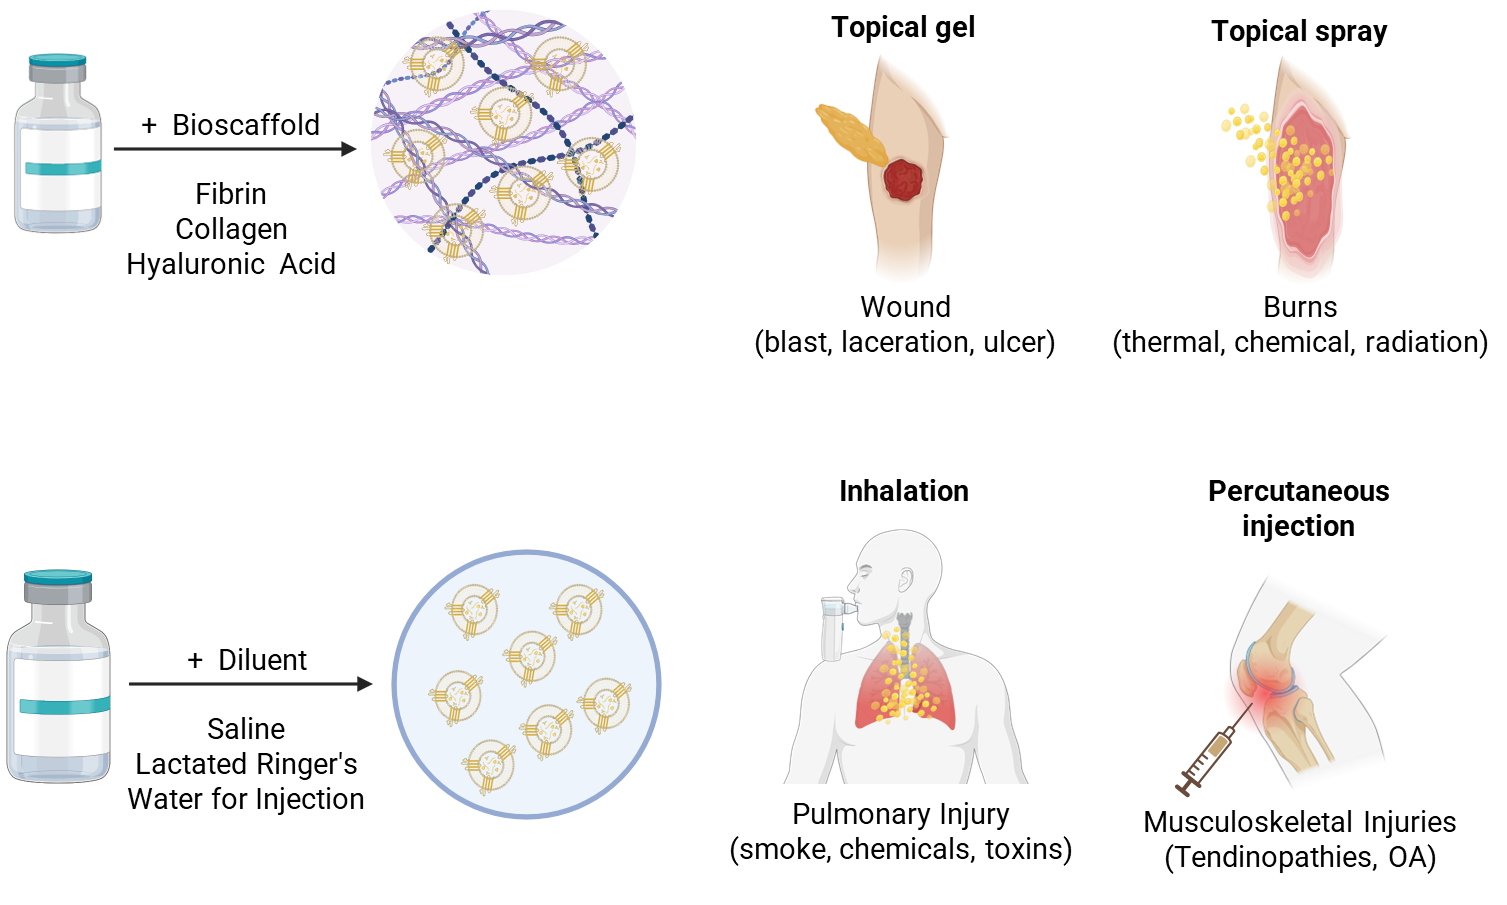 + Bioscaffold
Fibrin
Collagen
Hyaluronic Acid
Topical gel
Wound
(blast, laceration, ulcer)
Topical spray
Burns
(thermal, chemical, radiation)
+ Diluent
Saline
Lactated Ringer's
Water for Injection
Inhalation
Pulmonary Injury
(smoke, chemicals, toxins)
Percutaneous
injection
Musculoskeletal Injuries
(Tendinopathies, OA)